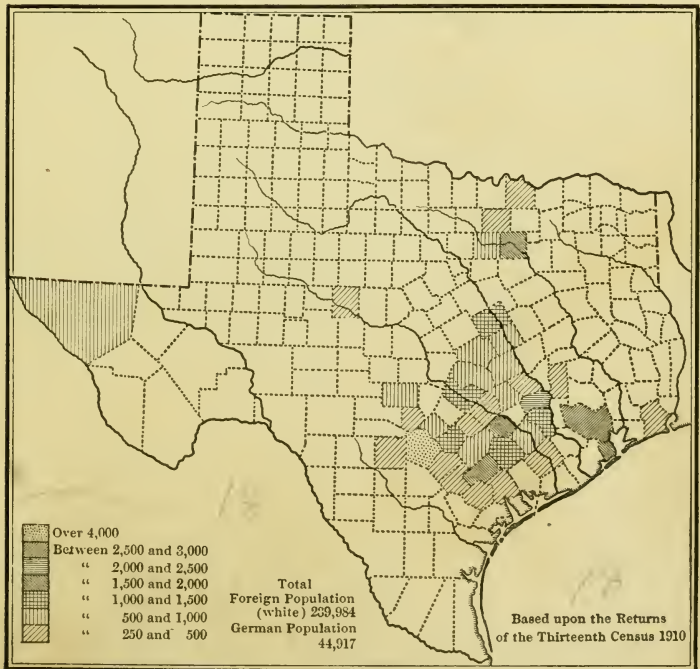 Over 4,000
Between 2,500 and 3,000
“ 2,000 and 2,500
“ 1,500 and 2,000
“ 1,000 and 1,500
“ 500 and 1,000
“ 250 and 500
Total
Foreign Population
(white) 239,984
German Population
44,917
Based upon the Returns
of the Thirteenth Census 1910